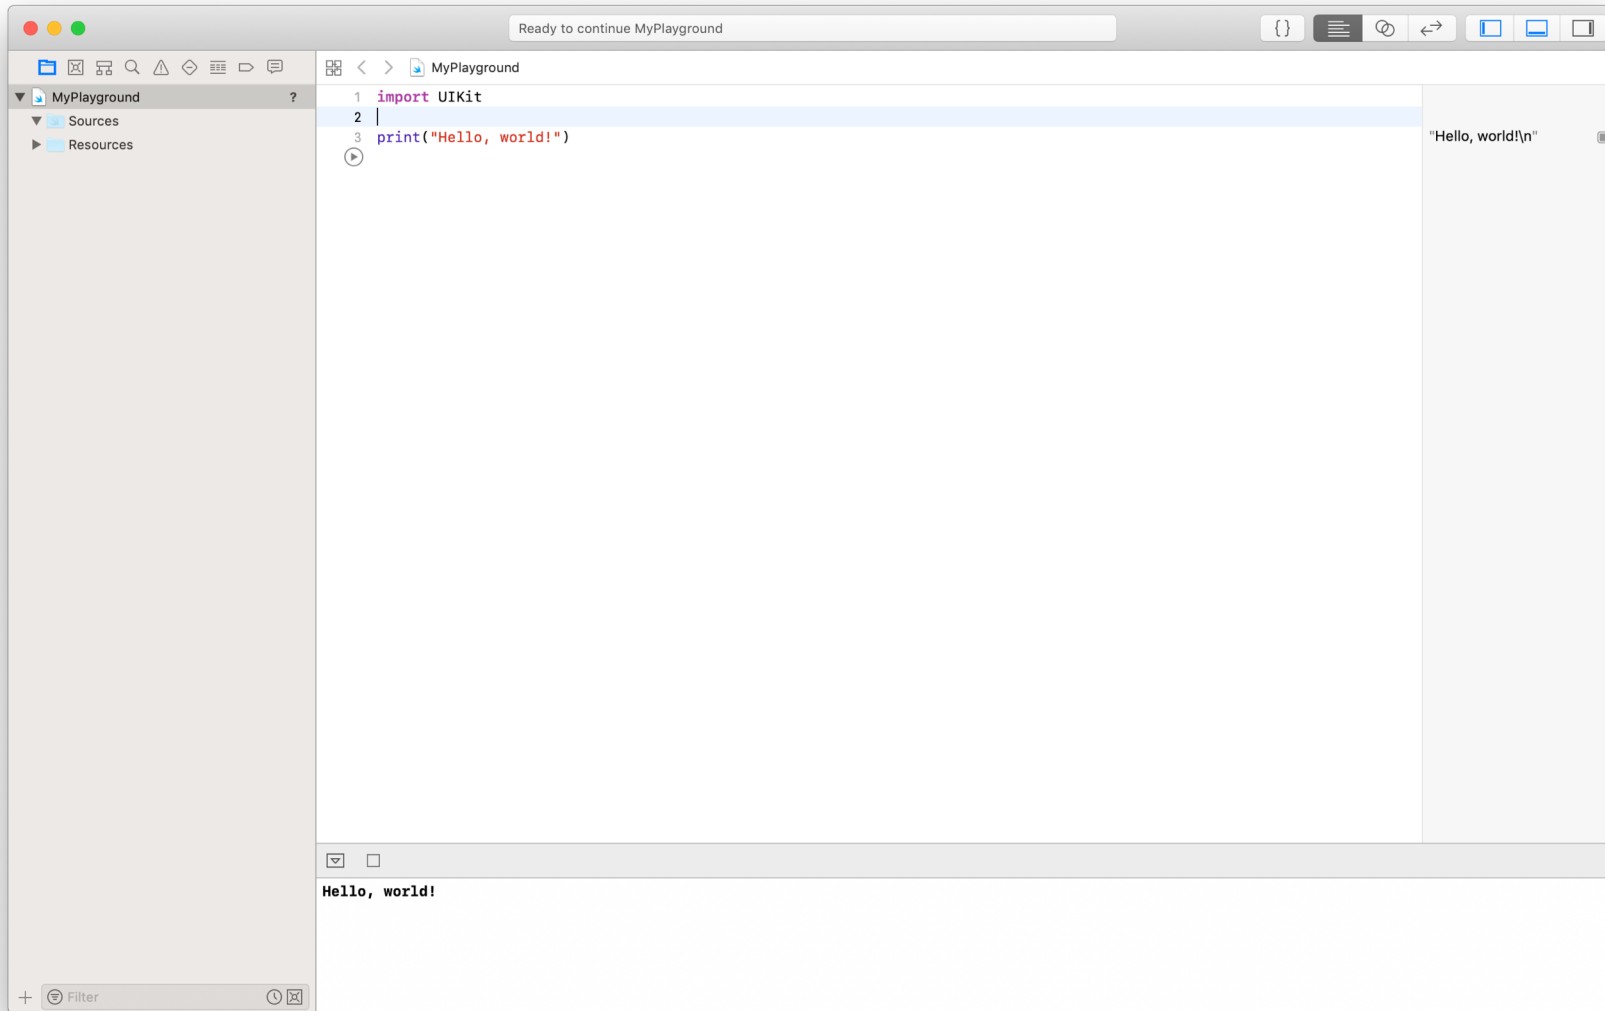 Ready to continue MyPlayground
{ }
MyPlayground
MyPlayground ?
Sources
Resources
1 import UIKit
2
3 print("Hello, world!")
"Hello, world!\n"
Hello, world!
Filter